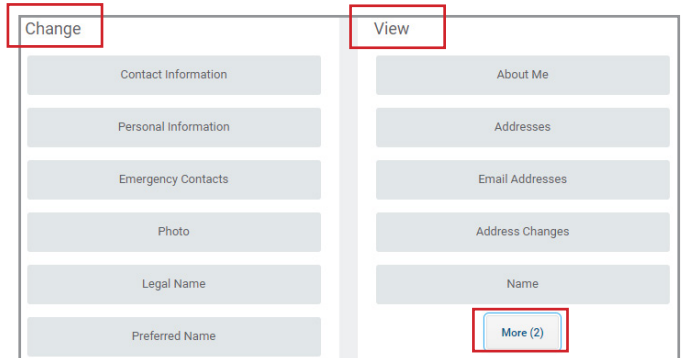 Change
Contact Information
Personal Information
Emergency Contacts
Photo
Legal Name
Preferred Name
View
About Me
Addresses
Email Addresses
Address Changes
Name
More (2)